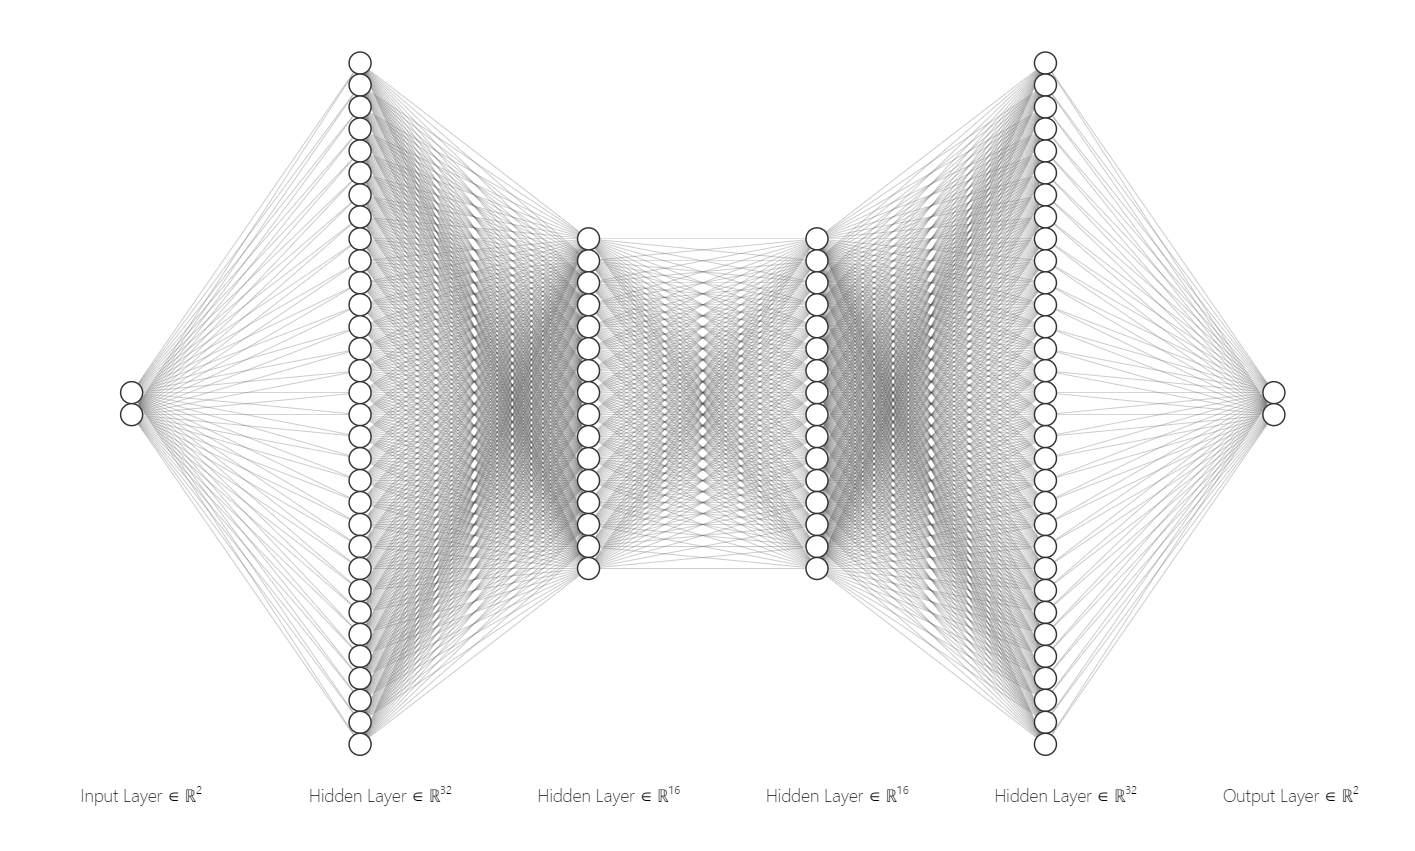 Input Layer ∈ ℝ² Hidden Layer ∈ ℝ³² Hidden Layer ∈ ℝ¹⁶ Hidden Layer ∈ ℝ¹⁶ Hidden Layer ∈ ℝ³² Output Layer ∈ ℝ²